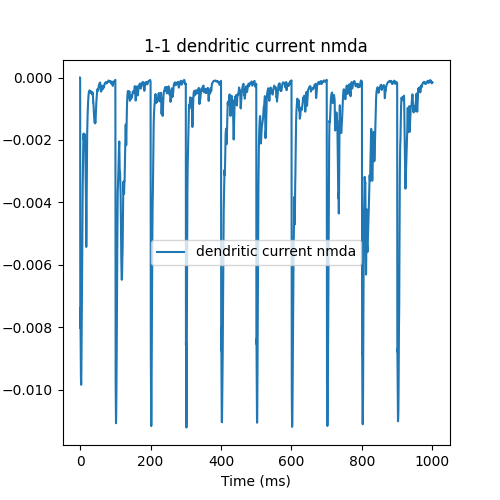 1-1 dendritic current nmda
0.000
−0.002
−0.004
−0.006
−0.008
−0.010
dendritic current nmda
0 200 400 600 800 1000
Time (ms)